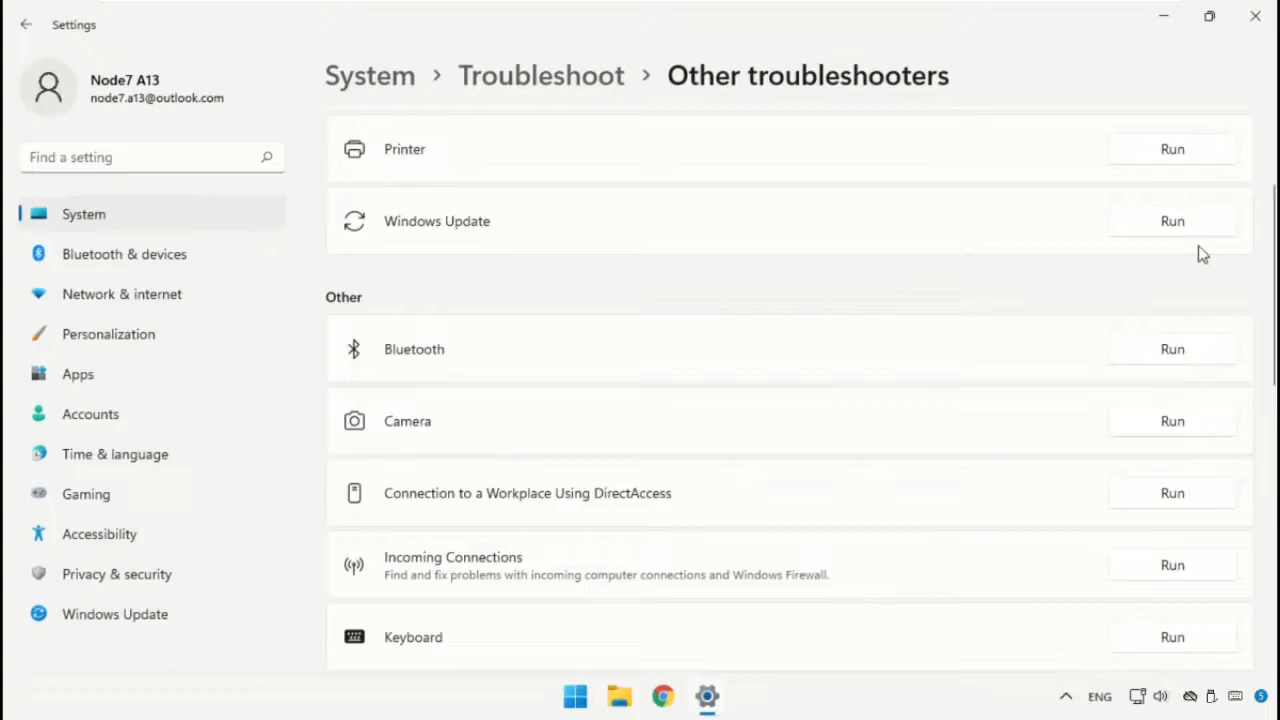 Settings
Node7 A13
node7.a13@outlook.com
Find a setting
System
Bluetooth & devices
Network & internet
Personalization
Apps
Accounts
Time & language
Gaming
Accessibility
Privacy & security
Windows Update
System > Troubleshoot > Other troubleshooters
Printer Run
Windows Update Run
Other
Bluetooth Run
Camera Run
Connection to a Workplace Using DirectAccess Run
Incoming Connections
Find and fix problems with incoming computer connections and Windows Firewall.
Run
Keyboard Run
ENG 5